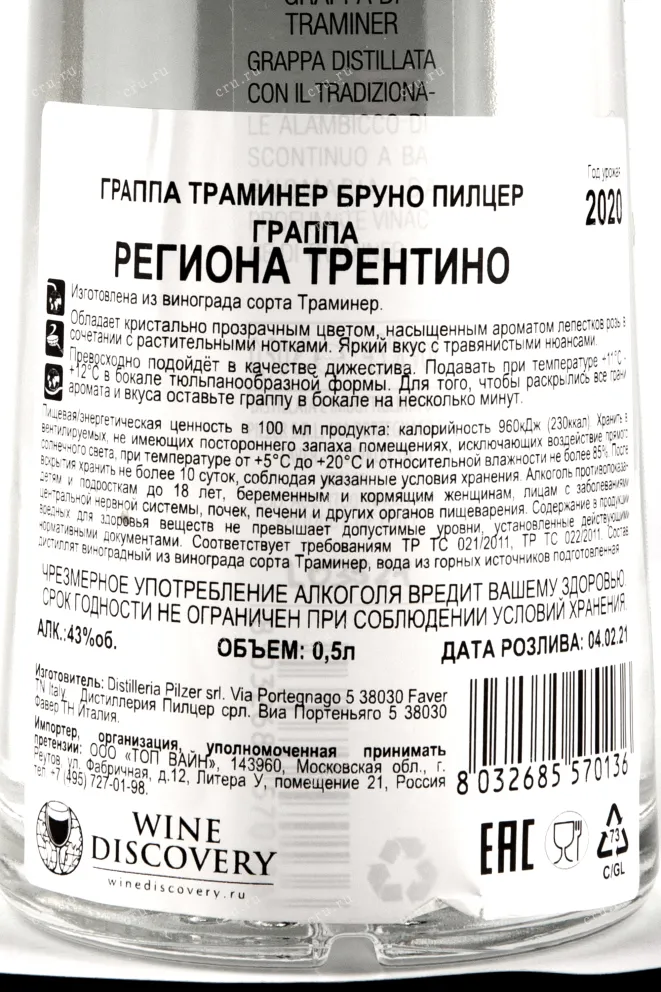 GRAPPA DI
TRAMINER
GRAPPA DISTILLATA
CON IL TRADIZIONA-
LE ALAMBICCO DI
SCONTINUO A BA
Год урожая
2020
ГРАППА ТРАМИНЕР БРУНО ПИЛЦЕР
ГРАППА
РЕГИОНА ТРЕНТИНО
Изготовлена из винограда сорта Траминер.
Обладает кристально прозрачным цветом, насыщенным ароматом лепестков розы в
сочетании с растительными нотками. Яркий вкус с травянистыми нюансами.
Превосходно подойдёт в качестве дижестива. Подавать при температуре +11°C -
+12°C в бокале тюльпанообразной формы. Для того, чтобы раскрылись все грани
аромата и вкуса оставьте граппу в бокале на несколько минут.
Пищевая/энергетическая ценность в 100 мл продукта: калорийность 960кДж (230ккал) Хранить в
вентилируемых, не имеющих постороннего запаха помещениях, исключающих воздействие прямого
солнечного света, при температуре от +5°C до +20°C и относительной влажности не более 85%. После
вскрытия хранить не более 10 суток, соблюдая указанные условия хранения. Алкоголь противопоказан
детям и подросткам до 18 лет, беременным и кормящим женщинам, лицам с заболеваниями
центральной нервной системы, почек, печени и других органов пищеварения. Содержание в продукции
вредных для здоровья веществ не превышает допустимые уровни, установленные действующими
нормативными документами. Соответствует требованиям ТР ТС 021/2011, ТР ТС 022/2011. Состав
дистиллят виноградный из винограда сорта Траминер, вода из горных источников подготовленная
ЧРЕЗМЕРНОЕ УПОТРЕБЛЕНИЕ АЛКОГОЛЯ ВРЕДИТ ВАШЕМУ ЗДОРОВЬЮ.
СРОК ГОДНОСТИ НЕ ОГРАНИЧЕН ПРИ СОБЛЮДЕНИИ УСЛОВИЙ ХРАНЕНИЯ.
АЛК.:43%об. ОБЪЕМ: 0,5л ДАТА РОЗЛИВА: 04.02.21
Изготовитель: Distilleria Pilzer srl. Via Portegnago 5 38030 Faver
TN Italy. Дистиллерия Пилцер срл. Виа Портеньяго 5 38030
Фавер ТН Италия.
Импортер, организация, уполномоченная принимать
претензии: ООО «ТОП ВАЙН», 143960, Московская обл., г.
Реутов, ул. Фабричная, д.12, Литера У, помещение 21, Россия
тел. +7 (495) 727-01-98.
8 032685 570136
WINE
DISCOVERY
winediscovery.ru
EAC
73
C/GL
cru.ru